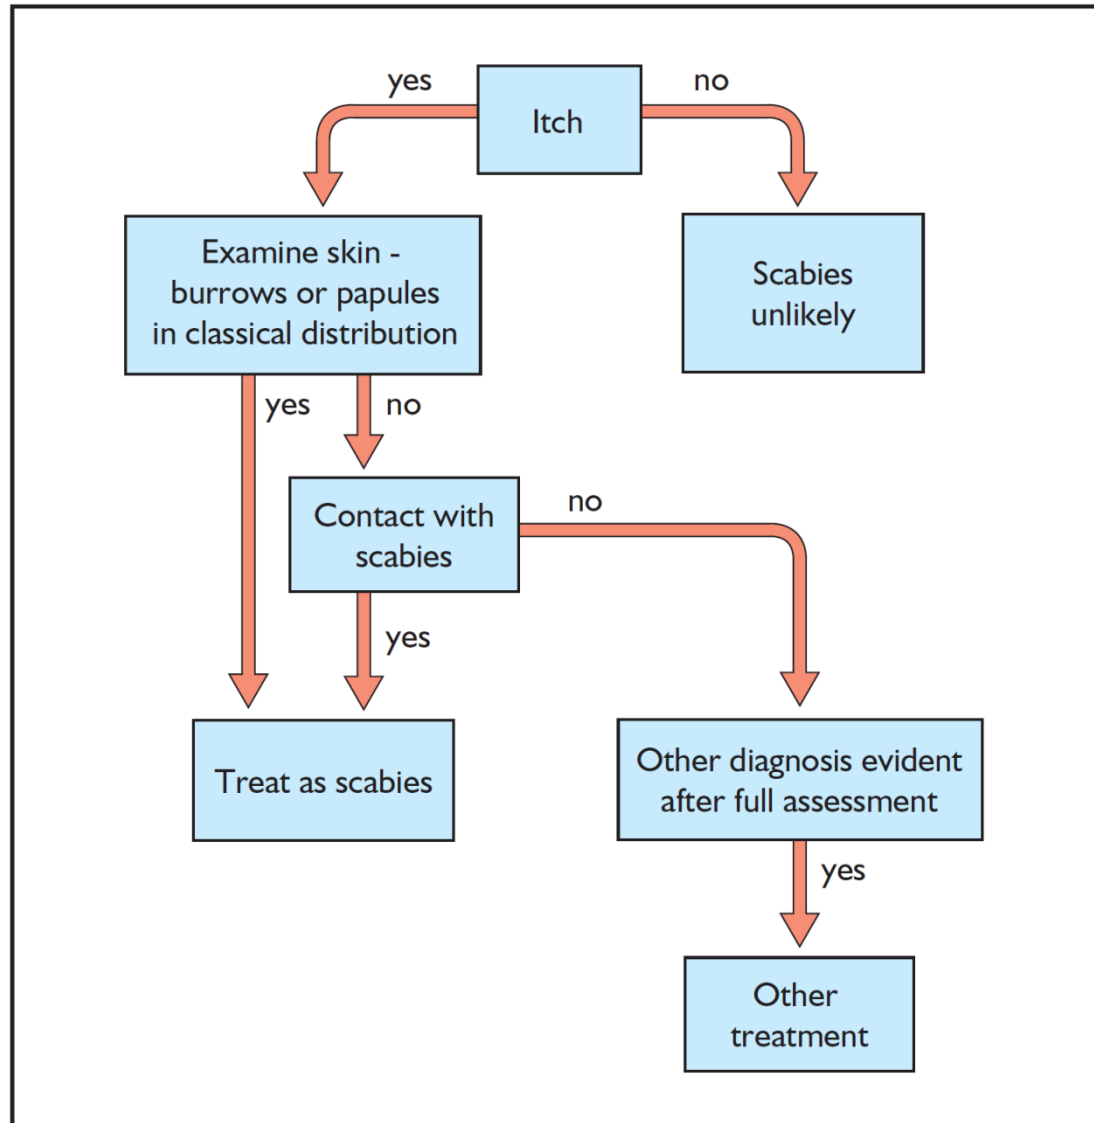 yes
Itch
no
Examine skin -
burrows or papules
in classical distribution
Scabies
unlikely
yes
no
Contact with
scabies
no
yes
Treat as scabies
Other diagnosis evident
after full assessment
yes
Other
treatment